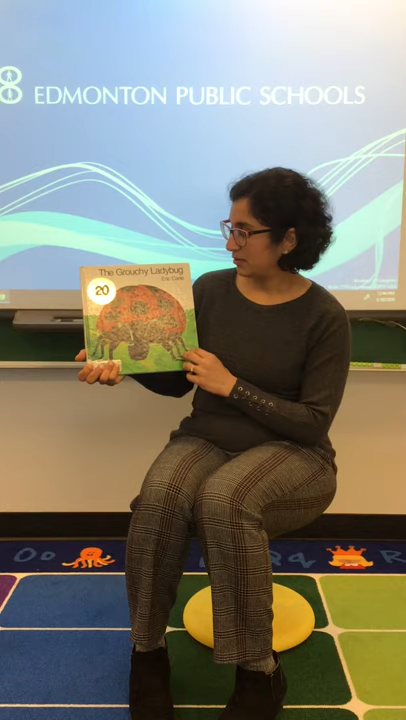 EDMONTON PUBLIC SCHOOLS
The Grouchy Ladybug
Eric Carle
20
O o
Q q
R